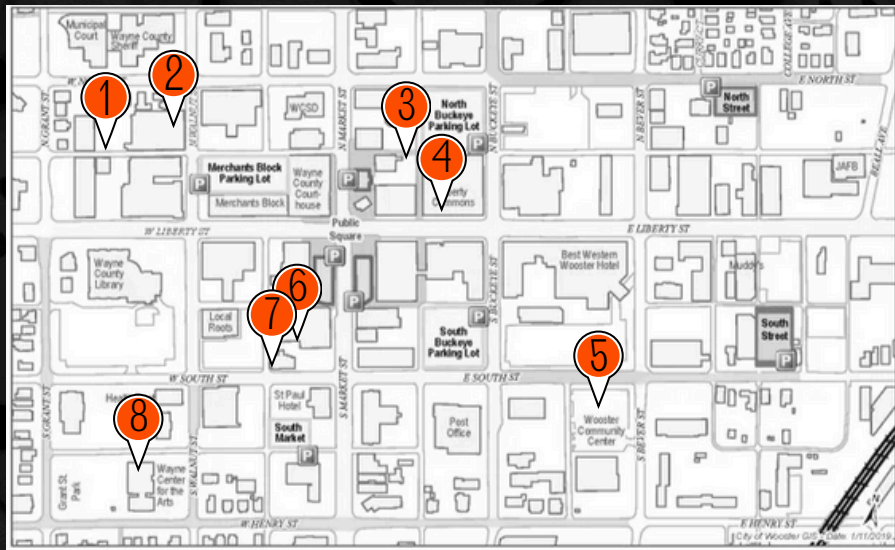 Municipal
Court
Wayne County
Sheriff
E NORTH ST
N GRANT ST
N MARKET ST
N BUCKEYE ST
N BEVER ST
BEALL AVE
COLLEGE AVE
1
2
3
4
WCSD
North
Buckeye
Parking Lot
P
North
Street
P
P
P
P
JAFB
Merchants Block
Parking Lot
Merchants Block
Wayne
County
Court-
house
Commons
Public
Square
W LIBERTY ST
E LIBERTY ST
P
P
P
Wayne
County
Library
Best Western
Wooster Hotel
Muddy's
Local
Roots
6
7
S BUCKEYE ST
South
Buckeye
Parking Lot
South
Street
P
5
W SOUTH ST
E SOUTH ST
S GRANT ST
S WALNUT ST
S MARKET ST
S BEVER ST
8
St Paul
Hotel
South
Market
P
Post
Office
Wooster
Community
Center
Grant St.
Park
Wayne
Center
for the
Arts
W HENRY ST
E HENRY ST
N
City of Wooster GIS